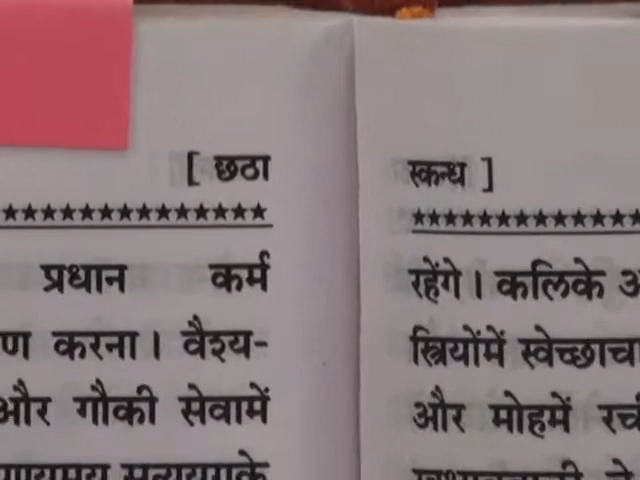 [ छठा
★★★★★★★★★★★★★★
प्रधान कर्म
करना। वैश्य-
और गौकी सेवामें
स्कन्ध ]
★★★★★★★★★★★★
रहेंगे। कलिके
स्त्रियोंमें
और मोहमें